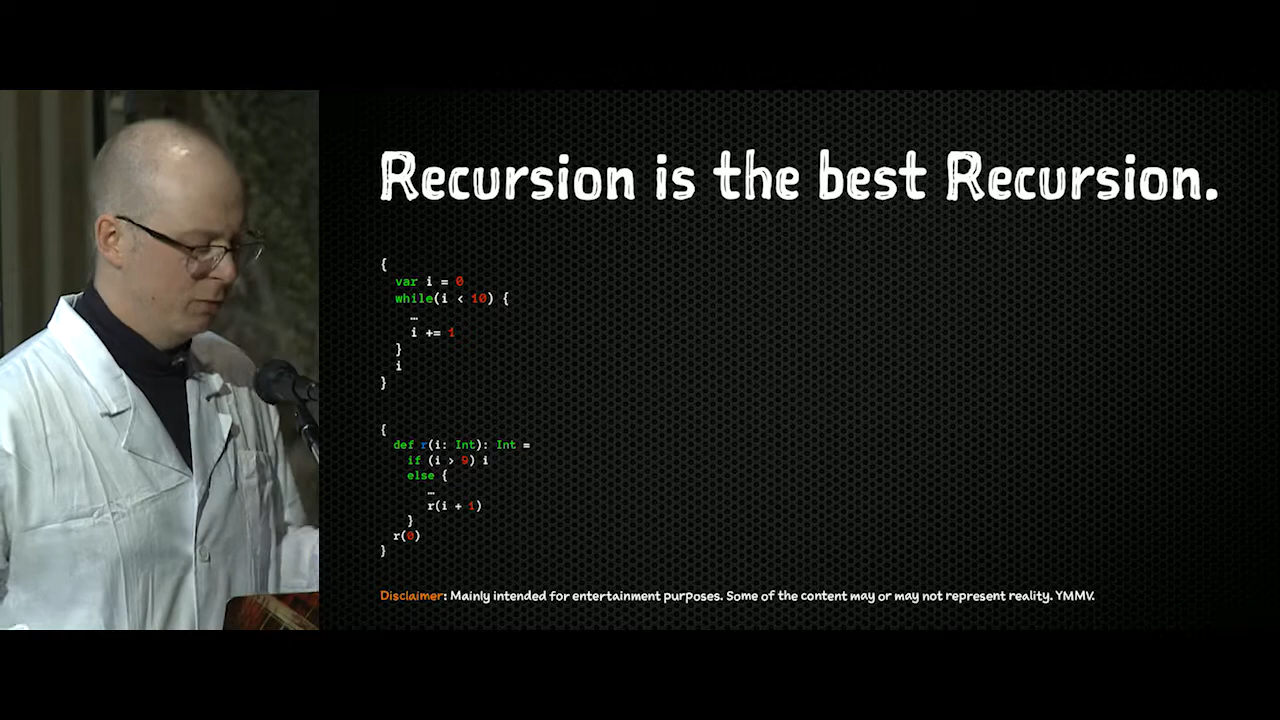 Recursion is the best Recursion.
{
  var i = 0
  while(i < 10) {
    …
    i += 1
  }
  i
}
{
  def r(i: Int): Int =
    if (i > 9) i
    else {
      …
      r(i + 1)
    }
  r(0)
}
Disclaimer: Mainly intended for entertainment purposes. Some of the content may or may not represent reality. YMMV.